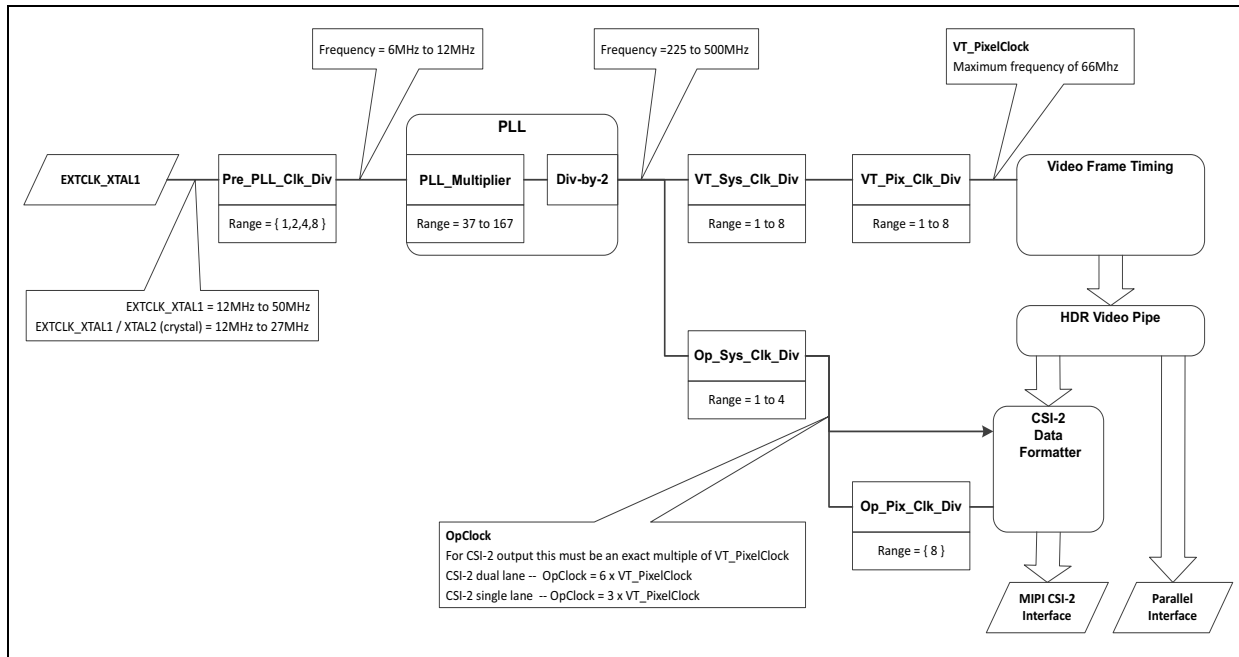 Frequency = 6MHz to 12MHz
Frequency =225 to 500MHz
VT_PixelClock
Maximum frequency of 66Mhz
PLL
EXTCLK_XTAL1
Pre_PLL_Clk_Div
Range = { 1,2,4,8 }
PLL_Multiplier
Range = 37 to 167
Div-by-2
VT_Sys_Clk_Div
Range = 1 to 8
VT_Pix_Clk_Div
Range = 1 to 8
Video Frame Timing
EXTCLK_XTAL1 = 12MHz to 50MHz
EXTCLK_XTAL1 / XTAL2 (crystal) = 12MHz to 27MHz
HDR Video Pipe
Op_Sys_Clk_Div
Range = 1 to 4
CSI-2
Data
Formatter
Op_Pix_Clk_Div
Range = { 8 }
OpClock
For CSI-2 output this must be an exact multiple of VT_PixelClock
CSI-2 dual lane -- OpClock = 6 x VT_PixelClock
CSI-2 single lane -- OpClock = 3 x VT_PixelClock
MIPI CSI-2
Interface
Parallel
Interface